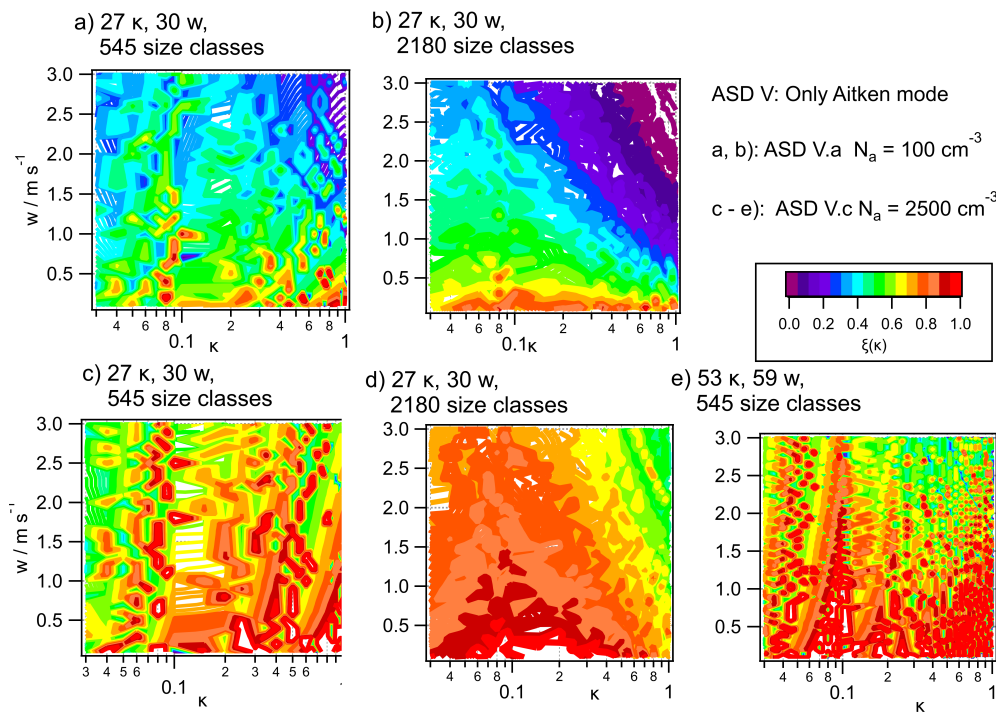 a) 27 κ, 30 w,
545 size classes
b) 27 κ, 30 w,
2180 size classes
3.0
2.5
2.0
1.5
1.0
0.5
w / m s⁻¹
4
6
8
0.1
2
4
6
8
1
κ
3.0
2.5
2.0
1.5
1.0
0.5
4
6
8
0.1
2
4
6
8
1
κ
ASD V: Only Aitken mode
a, b): ASD V.a Nₐ = 100 cm⁻³
c - e): ASD V.c Nₐ = 2500 cm⁻³
0.0 0.2 0.4 0.6 0.8 1.0
ξ(κ)
c) 27 κ, 30 w,
545 size classes
d) 27 κ, 30 w,
2180 size classes
e) 53 κ, 59 w,
545 size classes
3.0
2.5
2.0
1.5
1.0
0.5
w / m s⁻¹
3 4 5 6
0.1
2 3 4 5 6
κ
3.0
2.5
2.0
1.5
1.0
0.5
4 6 8
0.1
2 4 6 8
1
κ
3.0
2.5
2.0
1.5
1.0
0.5
4 6 8
0.1
2 4 6 8
1
κ